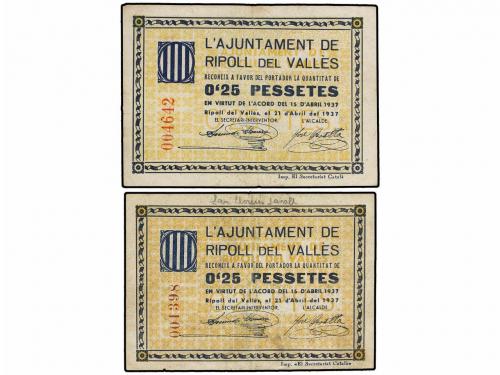 L'AJUNTAMENT DE
RIPOLL DEL VALLÈS
RECONEIX A FAVOR DEL PORTADOR LA QUANTITAT DE
0'25 PESSETES
EN VIRTUT DE L'ACORD DEL 15 D'ABRIL 1937
Ripoll del Vallès, el 21 d'Abril del 1937
EL SECRETARI-INTERVENTOR,
L'ALCALDE,
004642
Imp. El Secretariat Català
L'AJUNTAMENT DE
RIPOLL DEL VALLÈS
RECONEIX A FAVOR DEL PORTADOR LA QUANTITAT DE
0'25 PESSETES
EN VIRTUT DE L'ACORD DEL 15 D'ABRIL 1937
Ripoll del Vallès, el 21 d'Abril del 1937
EL SECRETARI-INTERVENTOR,
L'ALCALDE,
001398
Imp. «El Secretariat Català»